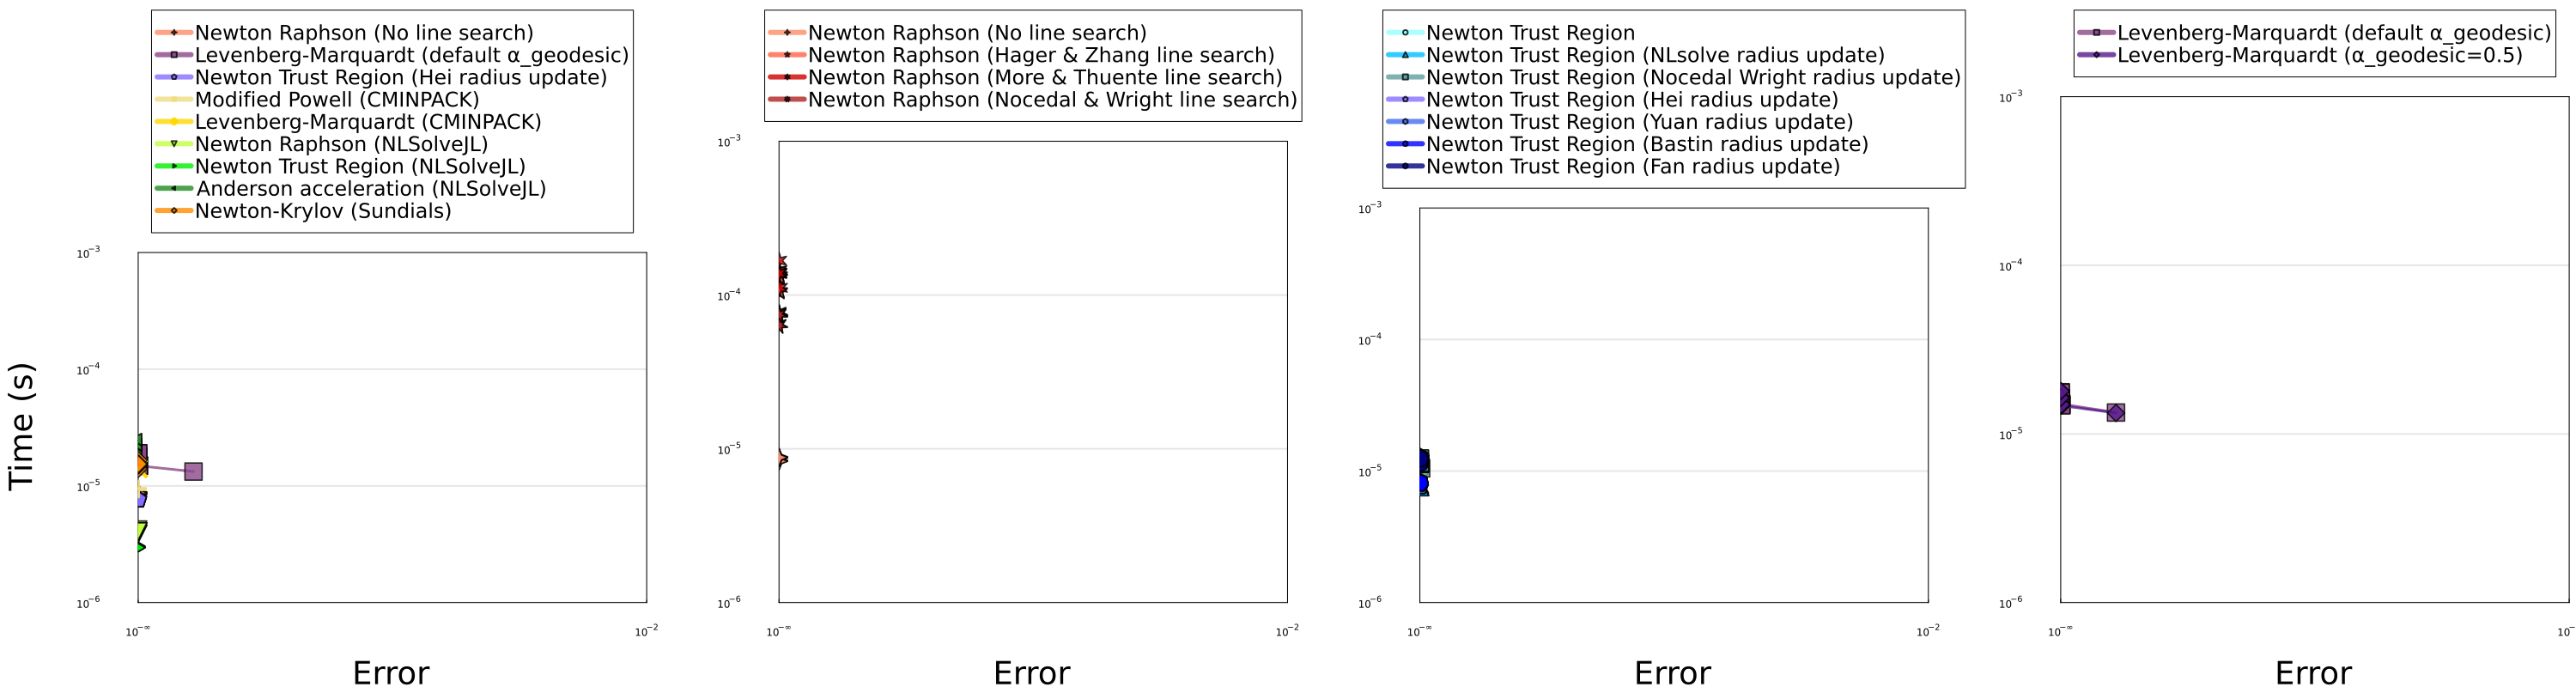 Newton Raphson (No line search)
Levenberg-Marquardt (default α_geodesic)
Newton Trust Region (Hei radius update)
Modified Powell (CMINPACK)
Levenberg-Marquardt (CMINPACK)
Newton Raphson (NLSolveJL)
Newton Trust Region (NLSolveJL)
Anderson acceleration (NLSolveJL)
Newton-Krylov (Sundials)
Time (s)
10⁻³
10⁻⁴
10⁻⁵
10⁻⁶
10⁻∞
10⁻²
Error
Newton Raphson (No line search)
Newton Raphson (Hager & Zhang line search)
Newton Raphson (More & Thuente line search)
Newton Raphson (Nocedal & Wright line search)
10⁻³
10⁻⁴
10⁻⁵
10⁻⁶
10⁻∞
10⁻²
Error
Newton Trust Region
Newton Trust Region (NLsolve radius update)
Newton Trust Region (Nocedal Wright radius update)
Newton Trust Region (Hei radius update)
Newton Trust Region (Yuan radius update)
Newton Trust Region (Bastin radius update)
Newton Trust Region (Fan radius update)
10⁻³
10⁻⁴
10⁻⁵
10⁻⁶
10⁻∞
10⁻²
Error
Levenberg-Marquardt (default α_geodesic)
Levenberg-Marquardt (α_geodesic=0.5)
10⁻³
10⁻⁴
10⁻⁵
10⁻⁶
10⁻∞
10⁻
Error